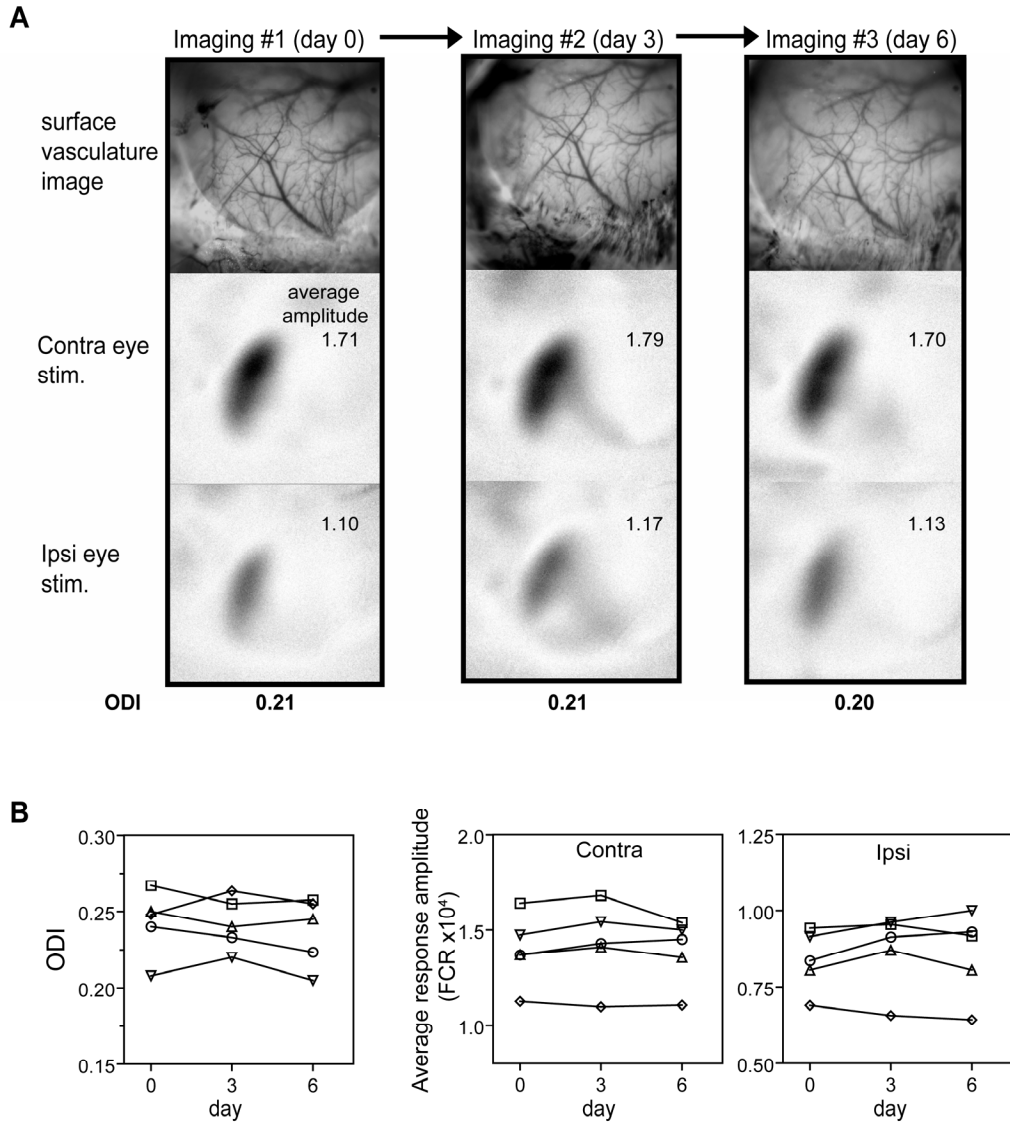 A
Imaging #1 (day 0)
Imaging #2 (day 3)
Imaging #3 (day 6)
surface
vasculature
image
average
amplitude
Contra eye
stim.
1.71
1.79
1.70
Ipsi eye
stim.
1.10
1.17
1.13
ODI
0.21
0.21
0.20
B
ODI
0.30
0.25
0.20
0.15
0
3
6
day
Average response amplitude
(FCR x10⁴)
Contra
2.0
1.5
1.0
0
3
6
day
Ipsi
1.25
1.00
0.75
0.50
0
3
6
day